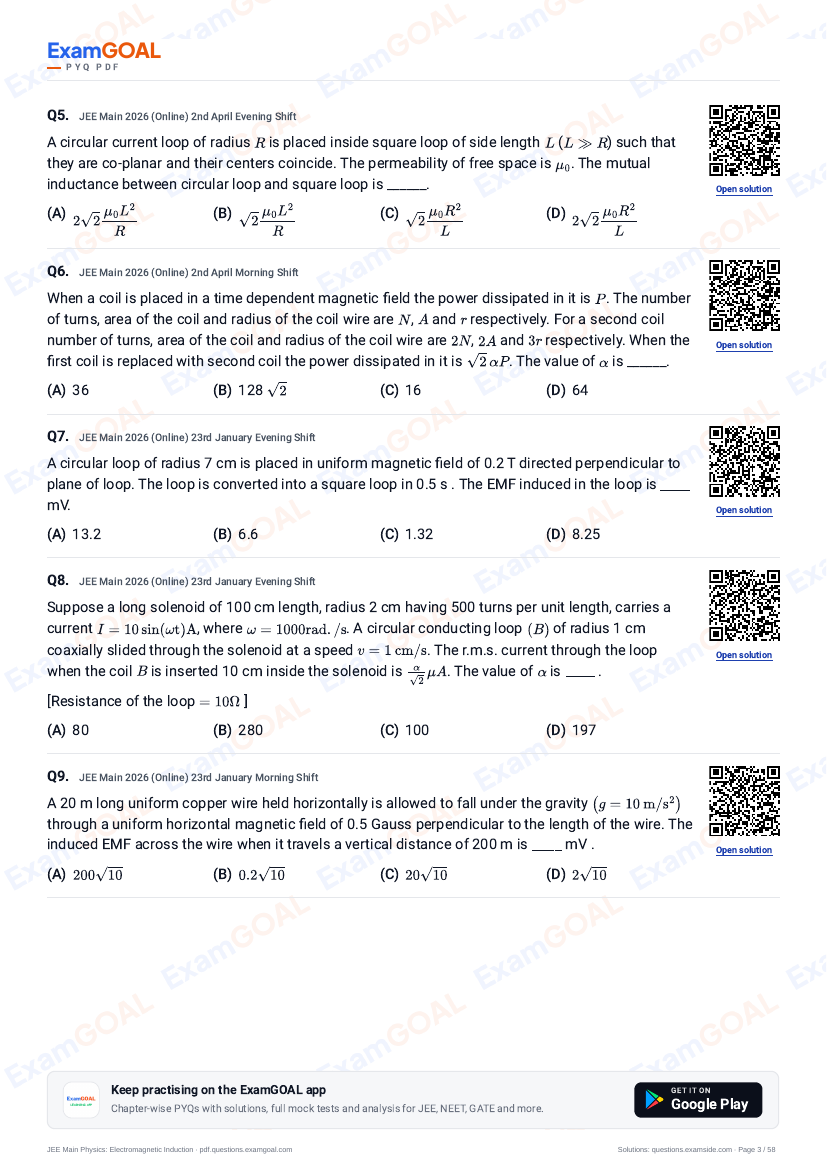 ExamGOAL
PYQ PDF
Q5. JEE Main 2026 (Online) 2nd April Evening Shift
A circular current loop of radius R is placed inside square loop of side length L (L ≫ R) such that
they are co-planar and their centers coincide. The permeability of free space is μ₀. The mutual
inductance between circular loop and square loop is ______.
(A) 2√2 μ₀L²/R (B) √2 μ₀L²/R (C) √2 μ₀R²/L (D) 2√2 μ₀R²/L
Open solution
Q6. JEE Main 2026 (Online) 2nd April Morning Shift
When a coil is placed in a time dependent magnetic field the power dissipated in it is P. The number
of turns, area of the coil and radius of the coil wire are N, A and r respectively. For a second coil
number of turns, area of the coil and radius of the coil wire are 2N, 2A and 3r respectively. When the
first coil is replaced with second coil the power dissipated in it is √2 αP. The value of α is ______.
(A) 36 (B) 128 √2 (C) 16 (D) 64
Open solution
Q7. JEE Main 2026 (Online) 23rd January Evening Shift
A circular loop of radius 7 cm is placed in uniform magnetic field of 0.2 T directed perpendicular to
plane of loop. The loop is converted into a square loop in 0.5 s . The EMF induced in the loop is ____
mV.
(A) 13.2 (B) 6.6 (C) 1.32 (D) 8.25
Open solution
Q8. JEE Main 2026 (Online) 23rd January Evening Shift
Suppose a long solenoid of 100 cm length, radius 2 cm having 500 turns per unit length, carries a
current I = 10 sin(ωt)A, where ω = 1000rad. /s. A circular conducting loop (B) of radius 1 cm
coaxially slided through the solenoid at a speed v = 1 cm/s. The r.m.s. current through the loop
when the coil B is inserted 10 cm inside the solenoid is α/√2 μA. The value of α is ____ .
[Resistance of the loop = 10Ω ]
(A) 80 (B) 280 (C) 100 (D) 197
Open solution
Q9. JEE Main 2026 (Online) 23rd January Morning Shift
A 20 m long uniform copper wire held horizontally is allowed to fall under the gravity (g = 10 m/s²)
through a uniform horizontal magnetic field of 0.5 Gauss perpendicular to the length of the wire. The
induced EMF across the wire when it travels a vertical distance of 200 m is ____ mV .
(A) 200√10 (B) 0.2√10 (C) 20√10 (D) 2√10
Open solution
ExamGOAL
Keep practising on the ExamGOAL app
Chapter-wise PYQs with solutions, full mock tests and analysis for JEE, NEET, GATE and more.
GET IT ON
Google Play
JEE Main Physics: Electromagnetic Induction · pdf.questions.examgoal.com
Solutions: questions.examside.com · Page 3 / 58